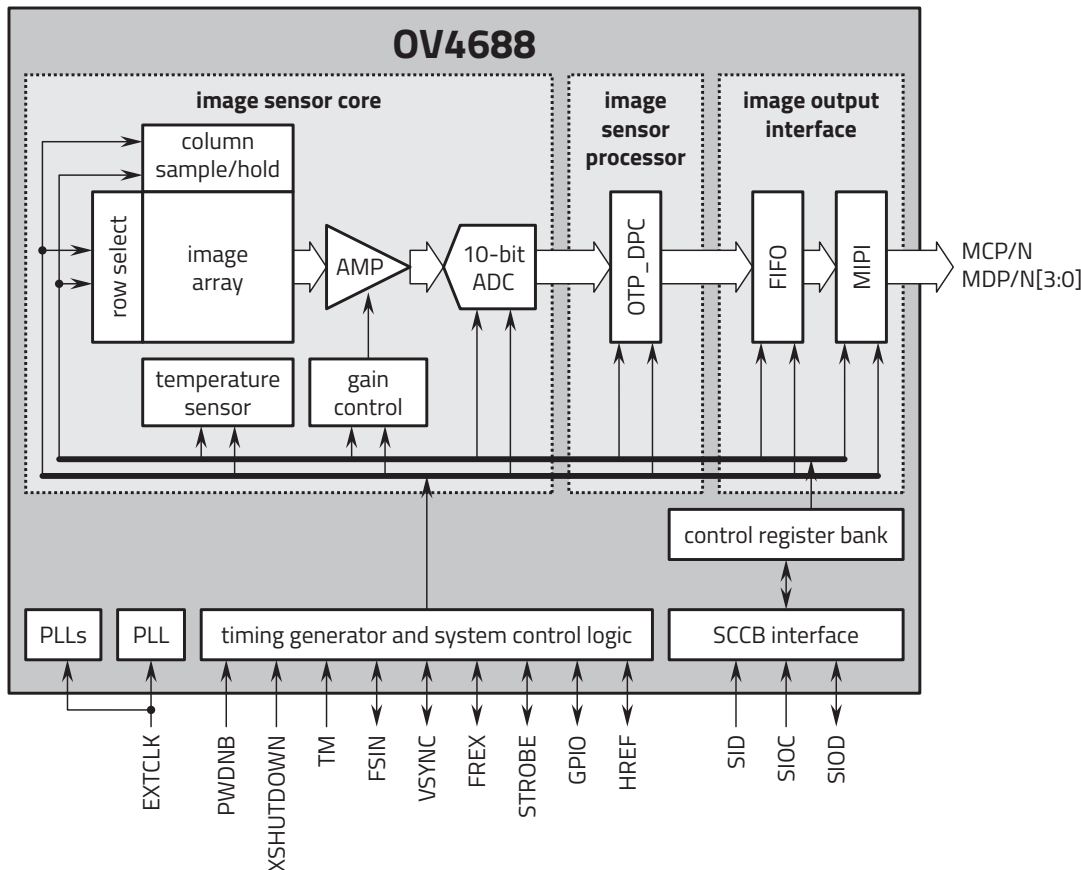 OV4688
image sensor core
image
sensor
processor
image output
interface
column
sample/hold
row select
image
array
AMP
10-bit
ADC
OTP_DPC
FIFO
MIPI
MCP/N
MDP/N[3:0]
temperature
sensor
gain
control
control register bank
PLLs
PLL
timing generator and system control logic
SCCB interface
EXTCLK
PWDNB
XSHUTDOWN
TM
FSIN
VSYNC
FREX
STROBE
GPIO
HREF
SID
SIOC
SIOD